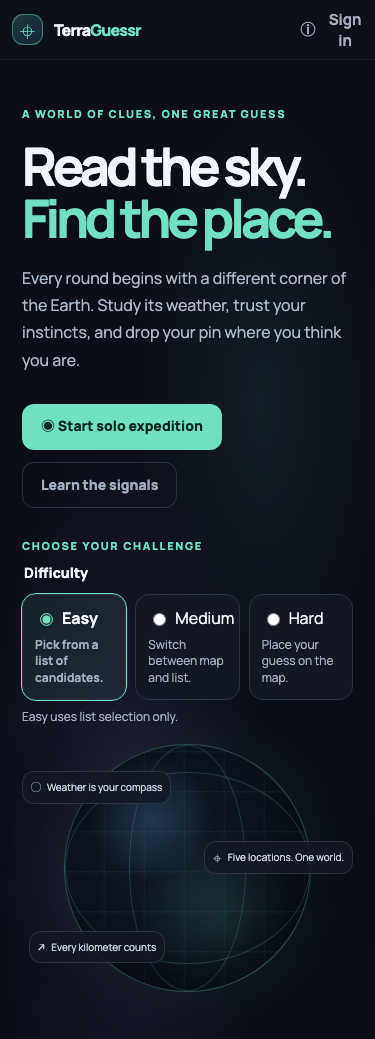 TerraGuessr
Sign
in
A WORLD OF CLUES, ONE GREAT GUESS
Read the sky.
Find the place.
Every round begins with a different corner of
the Earth. Study its weather, trust your
instincts, and drop your pin where you think
you are.
Start solo expedition
Learn the signals
CHOOSE YOUR CHALLENGE
Difficulty
Easy
Pick from a
list of
candidates.
Medium
Switch
between map
and list.
Hard
Place your
guess on the
map.
Easy uses list selection only.
Weather is your compass
Five locations. One world.
Every kilometer counts